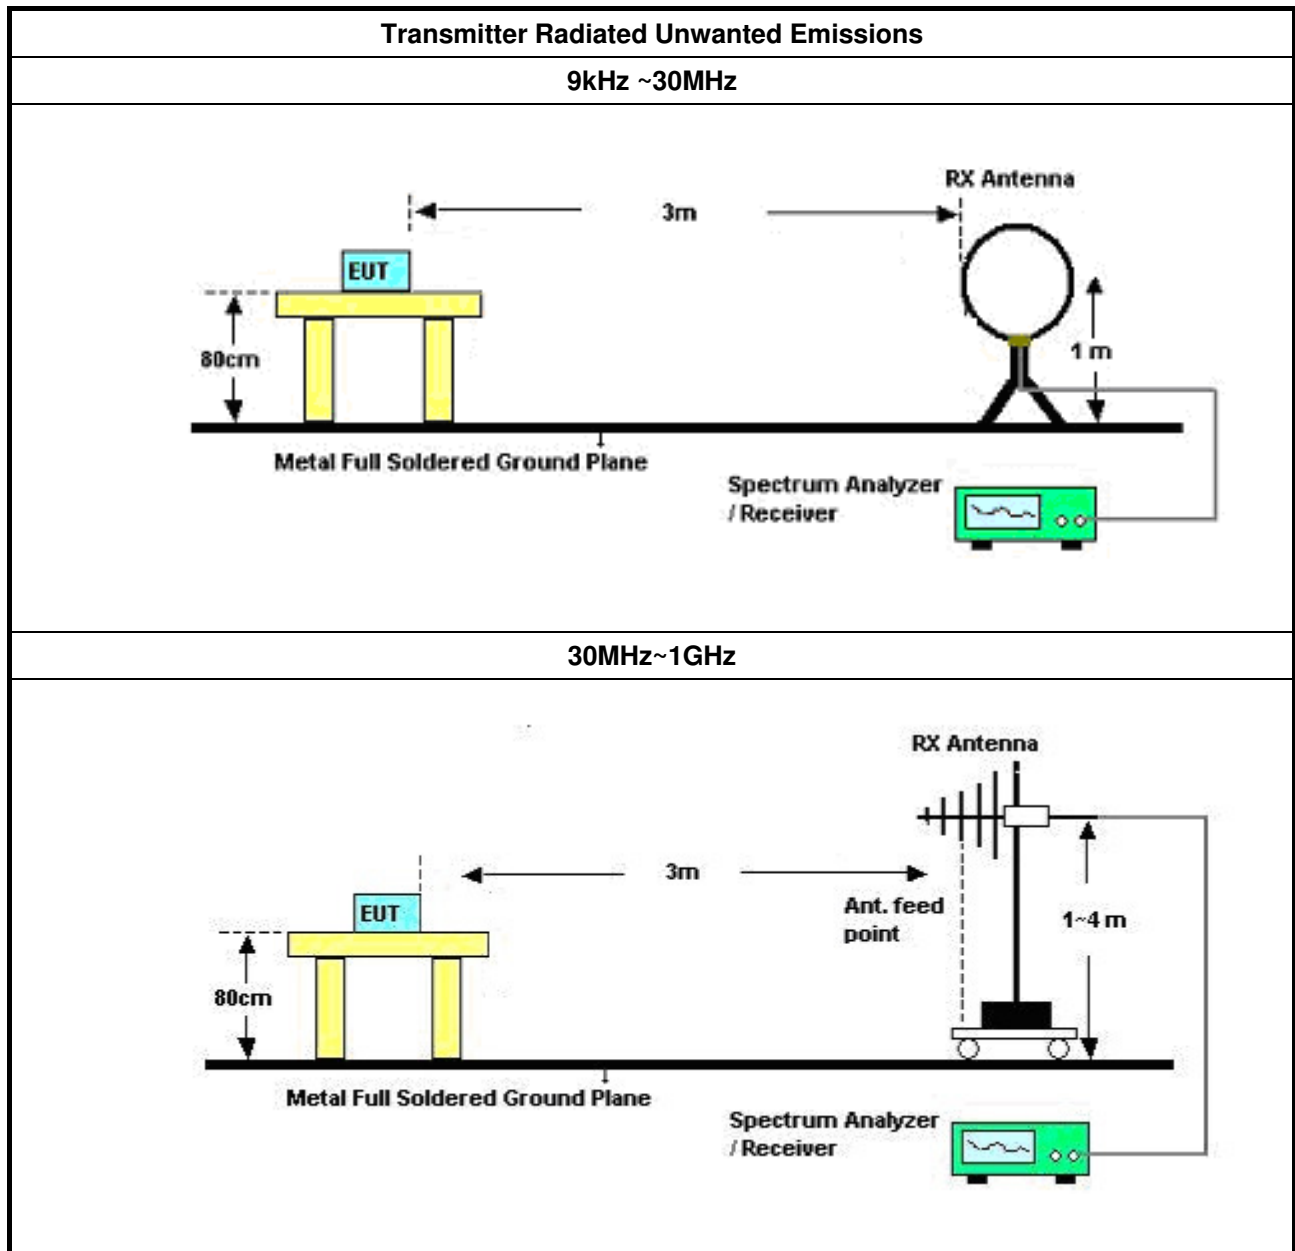 Transmitter Radiated Unwanted Emissions
9kHz ~30MHz
RX Antenna
3m
EUT
80cm
1 m
Metal Full Soldered Ground Plane
Spectrum Analyzer
/ Receiver
30MHz~1GHz
RX Antenna
3m
EUT
Ant. feed
point
1~4 m
80cm
Metal Full Soldered Ground Plane
Spectrum Analyzer
/ Receiver